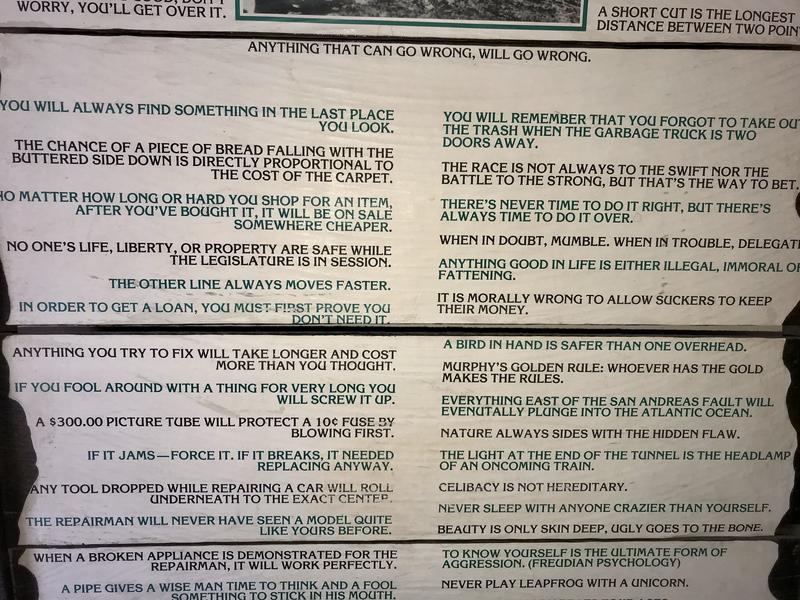 WORRY, YOU'LL GET OVER IT.
A SHORT CUT IS THE LONGEST
DISTANCE BETWEEN TWO
ANYTHING THAT CAN GO WRONG, WILL GO WRONG.
YOU WILL ALWAYS FIND SOMETHING IN THE LAST PLACE
YOU LOOK.
THE CHANCE OF A PIECE OF BREAD FALLING WITH THE
BUTTERED SIDE DOWN IS DIRECTLY PROPORTIONAL TO
THE COST OF THE CARPET.
NO MATTER HOW LONG OR HARD YOU SHOP FOR AN ITEM,
AFTER YOU'VE BOUGHT IT, IT WILL BE ON SALE
SOMEWHERE CHEAPER.
NO ONE'S LIFE, LIBERTY, OR PROPERTY ARE SAFE WHILE
THE LEGISLATURE IS IN SESSION.
THE OTHER LINE ALWAYS MOVES FASTER.
IN ORDER TO GET A LOAN, YOU MUST FIRST PROVE YOU
DON'T NEED IT.
YOU WILL REMEMBER THAT YOU FORGOT TO TAKE OUT
THE TRASH WHEN THE GARBAGE TRUCK IS TWO
DOORS AWAY.
THE RACE IS NOT ALWAYS TO THE SWIFT NOR THE
BATTLE TO THE STRONG, BUT THAT'S THE WAY TO BET.
THERE'S NEVER TIME TO DO IT RIGHT, BUT THERE'S
ALWAYS TIME TO DO IT OVER.
WHEN IN DOUBT, MUMBLE. WHEN IN TROUBLE, DELEGATE
ANYTHING GOOD IN LIFE IS EITHER ILLEGAL, IMMORAL OR
FATTENING.
IT IS MORALLY WRONG TO ALLOW SUCKERS TO KEEP
THEIR MONEY.
ANYTHING YOU TRY TO FIX WILL TAKE LONGER AND COST
MORE THAN YOU THOUGHT.
IF YOU FOOL AROUND WITH A THING FOR VERY LONG YOU
WILL SCREW IT UP.
A $300.00 PICTURE TUBE WILL PROTECT A 10¢ FUSE BY
BLOWING FIRST.
IF IT JAMS—FORCE IT. IF IT BREAKS, IT NEEDED
REPLACING ANYWAY.
ANY TOOL DROPPED WHILE REPAIRING A CAR WILL ROLL
UNDERNEATH TO THE EXACT CENTER.
THE REPAIRMAN WILL NEVER HAVE SEEN A MODEL QUITE
LIKE YOURS BEFORE.
A BIRD IN HAND IS SAFER THAN ONE OVERHEAD.
MURPHY'S GOLDEN RULE: WHOEVER HAS THE GOLD
MAKES THE RULES.
EVERYTHING EAST OF THE SAN ANDREAS FAULT WILL
EVENUTALLY PLUNGE INTO THE ATLANTIC OCEAN.
NATURE ALWAYS SIDES WITH THE HIDDEN FLAW.
THE LIGHT AT THE END OF THE TUNNEL IS THE HEADLAMP
OF AN ONCOMING TRAIN.
CELIBACY IS NOT HEREDITARY.
NEVER SLEEP WITH ANYONE CRAZIER THAN YOURSELF.
BEAUTY IS ONLY SKIN DEEP, UGLY GOES TO THE BONE.
WHEN A BROKEN APPLIANCE IS DEMONSTRATED FOR THE
REPAIRMAN, IT WILL WORK PERFECTLY.
A PIPE GIVES A WISE MAN TIME TO THINK AND A FOOL
SOMETHING TO STICK IN HIS MOUTH.
TO KNOW YOURSELF IS THE ULTIMATE FORM OF
AGGRESSION. (FREUDIAN PSYCHOLOGY)
NEVER PLAY LEAPFROG WITH A UNICORN.